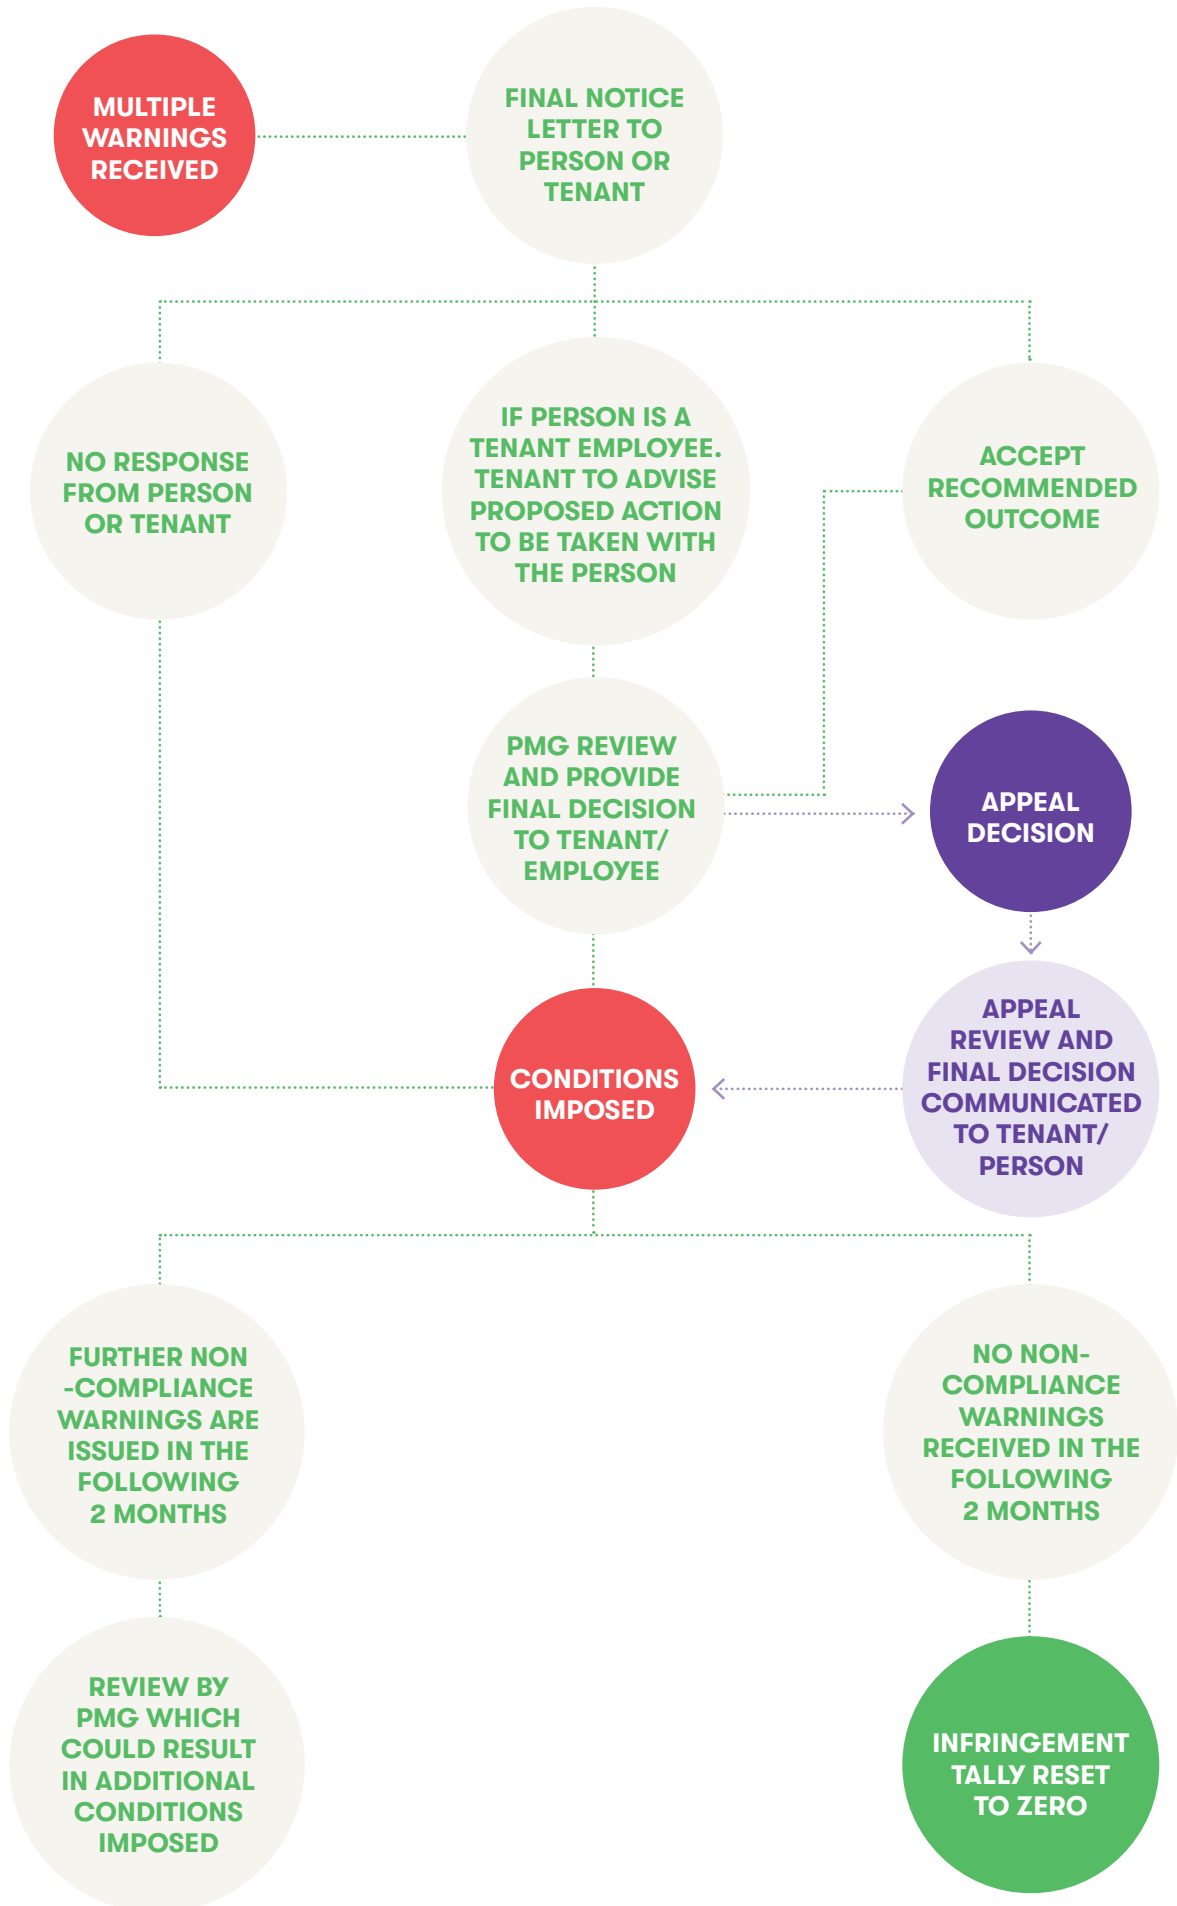 MULTIPLE
WARNINGS
RECEIVED
FINAL NOTICE
LETTER TO
PERSON OR
TENANT
NO RESPONSE
FROM PERSON
OR TENANT
IF PERSON IS A
TENANT EMPLOYEE.
TENANT TO ADVISE
PROPOSED ACTION
TO BE TAKEN WITH
THE PERSON
ACCEPT
RECOMMENDED
OUTCOME
PMG REVIEW
AND PROVIDE
FINAL DECISION
TO TENANT/
EMPLOYEE
APPEAL
DECISION
APPEAL
REVIEW AND
FINAL DECISION
COMMUNICATED
TO TENANT/
PERSON
CONDITIONS
IMPOSED
FURTHER NON
-COMPLIANCE
WARNINGS ARE
ISSUED IN THE
FOLLOWING
2 MONTHS
NO NON-
COMPLIANCE
WARNINGS
RECEIVED IN THE
FOLLOWING
2 MONTHS
REVIEW BY
PMG WHICH
COULD RESULT
IN ADDITIONAL
CONDITIONS
IMPOSED
INFRINGEMENT
TALLY RESET
TO ZERO